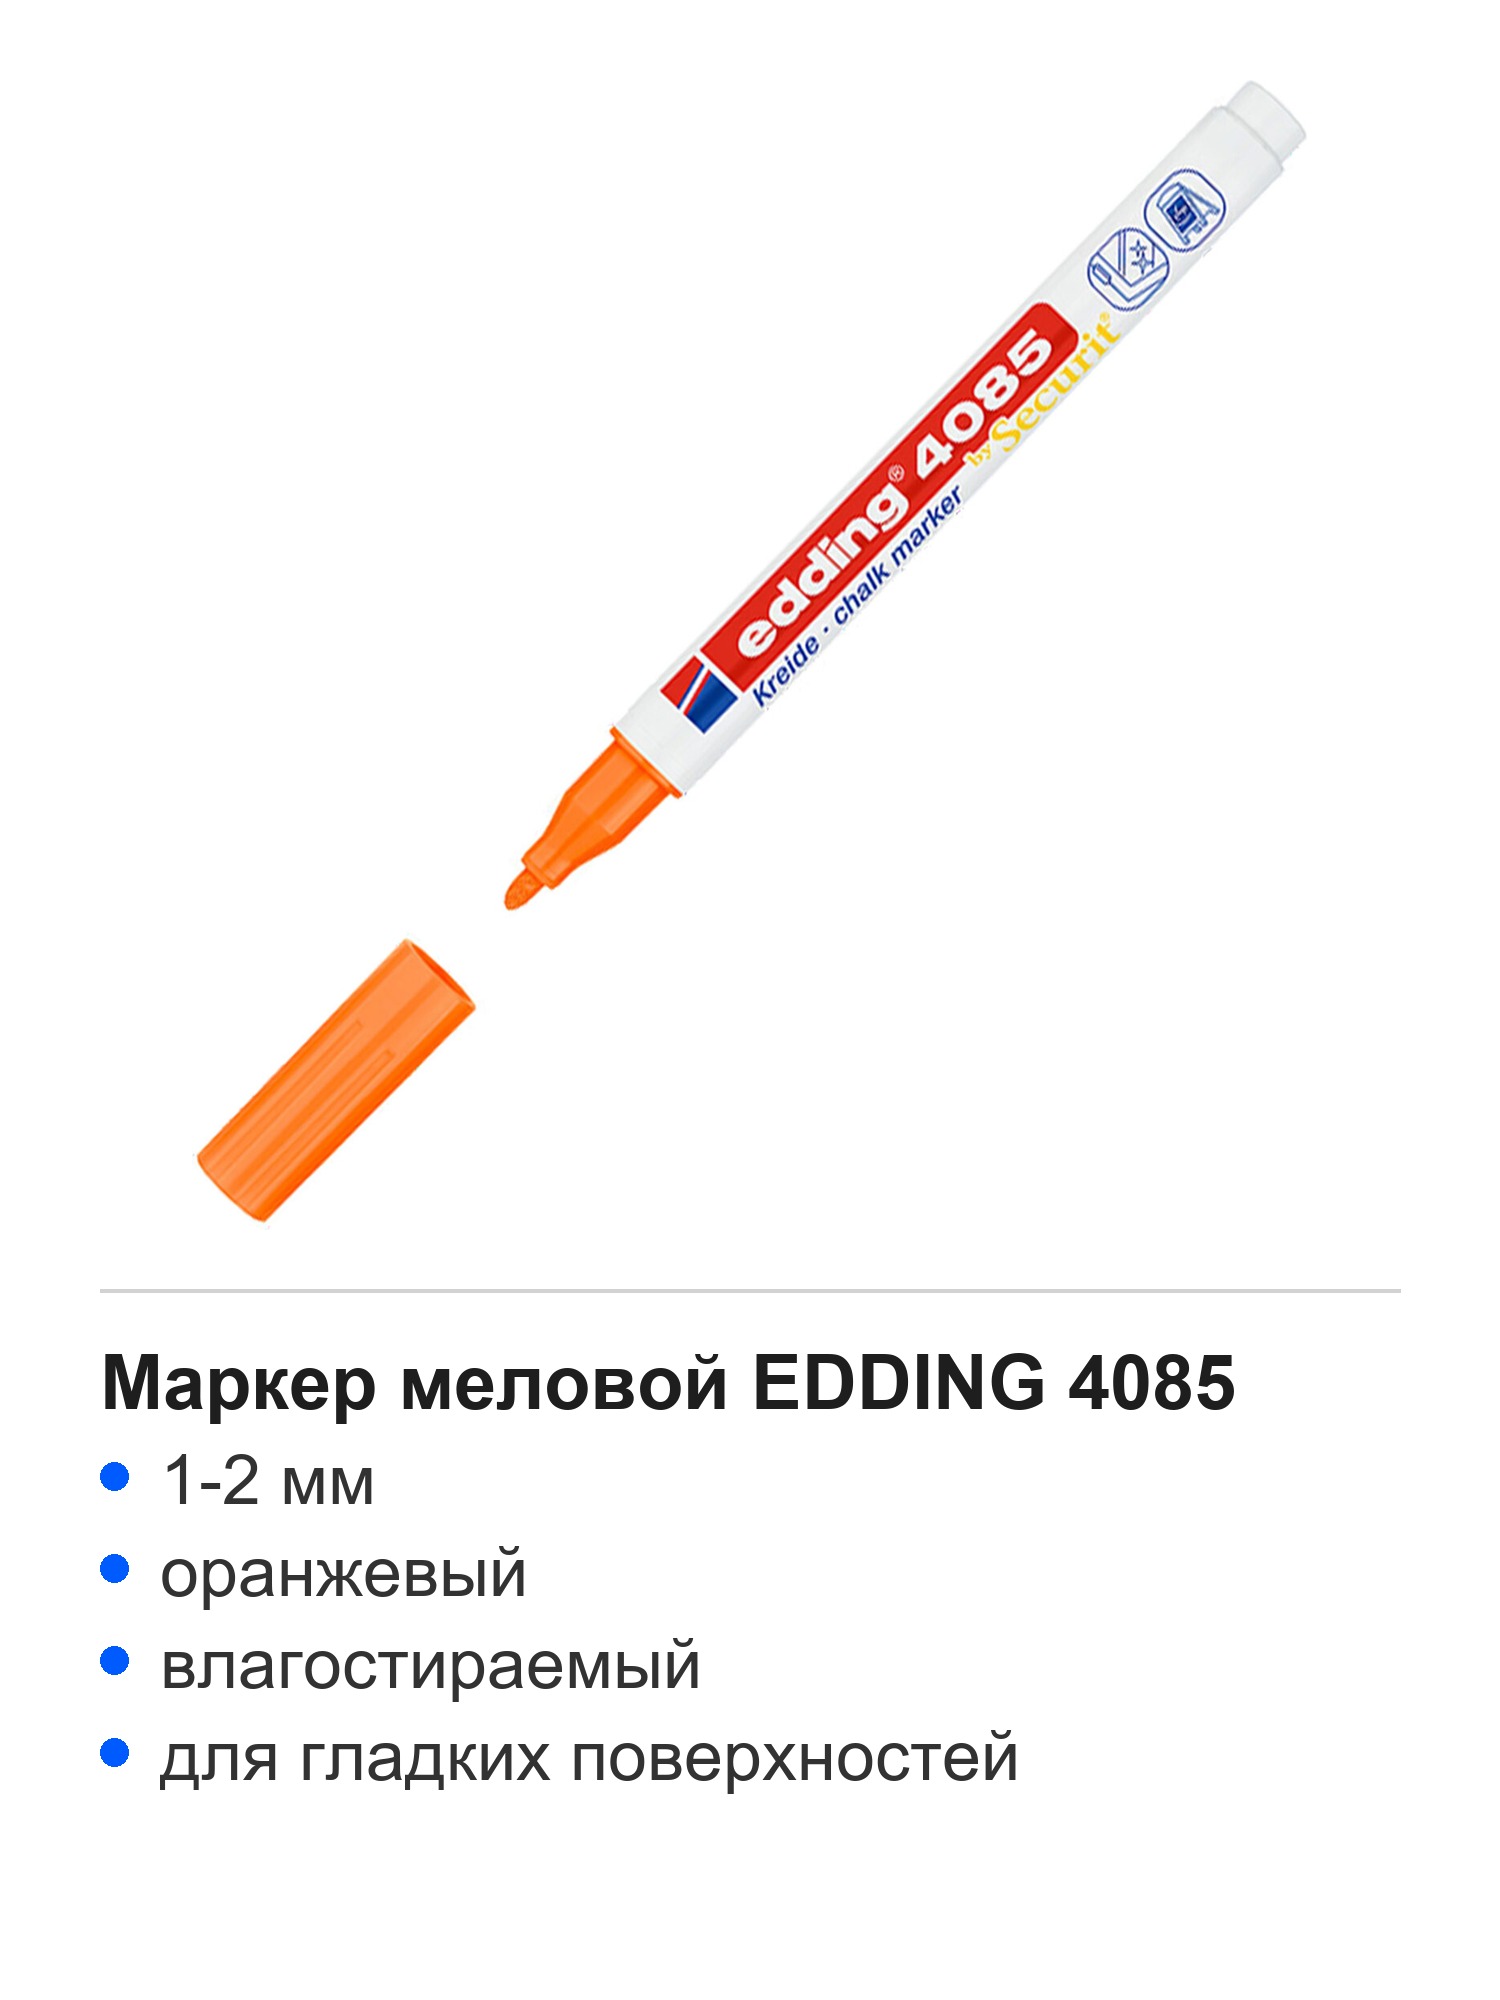 edding® 4085
by Securit®
Kreide · chalk marker
Маркер меловой EDDING 4085
1-2 мм
оранжевый
влагостираемый
для гладких поверхностей